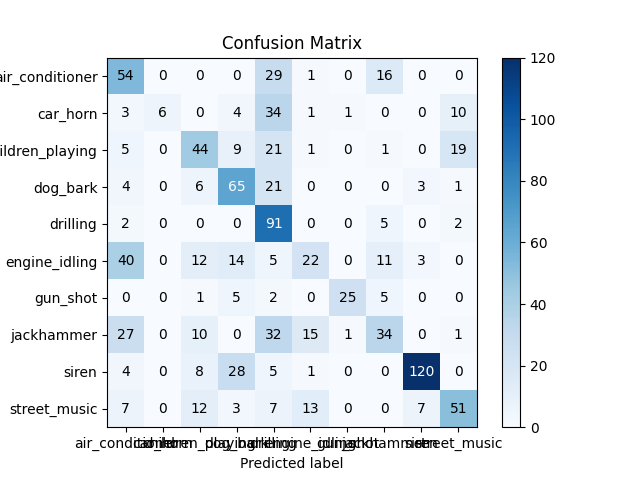 Confusion Matrix
air_conditioner 54 0 0 0 29 1 0 16 0 0
car_horn 3 6 0 4 34 1 1 0 0 10
ildren_playing 5 0 44 9 21 1 0 1 0 19
dog_bark 4 0 6 65 21 0 0 0 3 1
drilling 2 0 0 0 91 0 0 5 0 2
engine_idling 40 0 12 14 5 22 0 11 3 0
gun_shot 0 0 1 5 2 0 25 5 0 0
jackhammer 27 0 10 0 32 15 1 34 0 1
siren 4 0 8 28 5 1 0 0 120 0
street_music 7 0 12 3 7 13 0 0 7 51
street_music
Predicted label
120
100
80
60
40
20
0